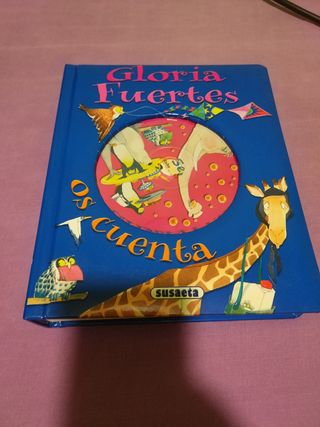 Gloria
Fuertes
os cuenta
susaeta